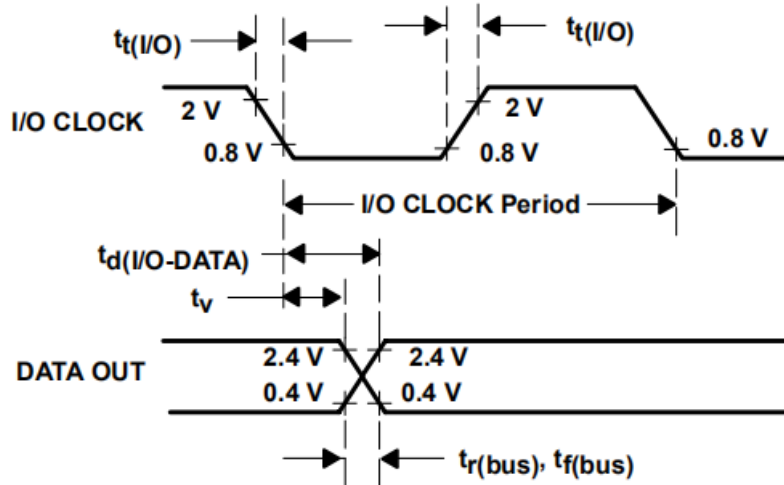 tt(I/O)
tt(I/O)
I/O CLOCK
2 V
2 V
0.8 V
0.8 V
0.8 V
I/O CLOCK Period
td(I/O-DATA)
tv
DATA OUT
2.4 V
2.4 V
0.4 V
0.4 V
tr(bus), tf(bus)